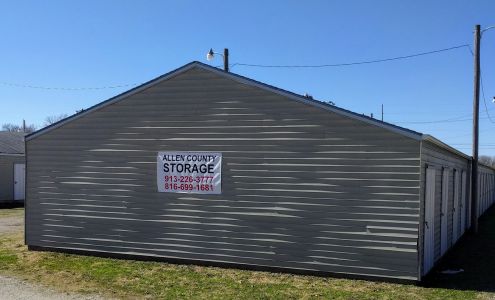 ALLEN COUNTY
STORAGE
913-226-3777
816-699-1681